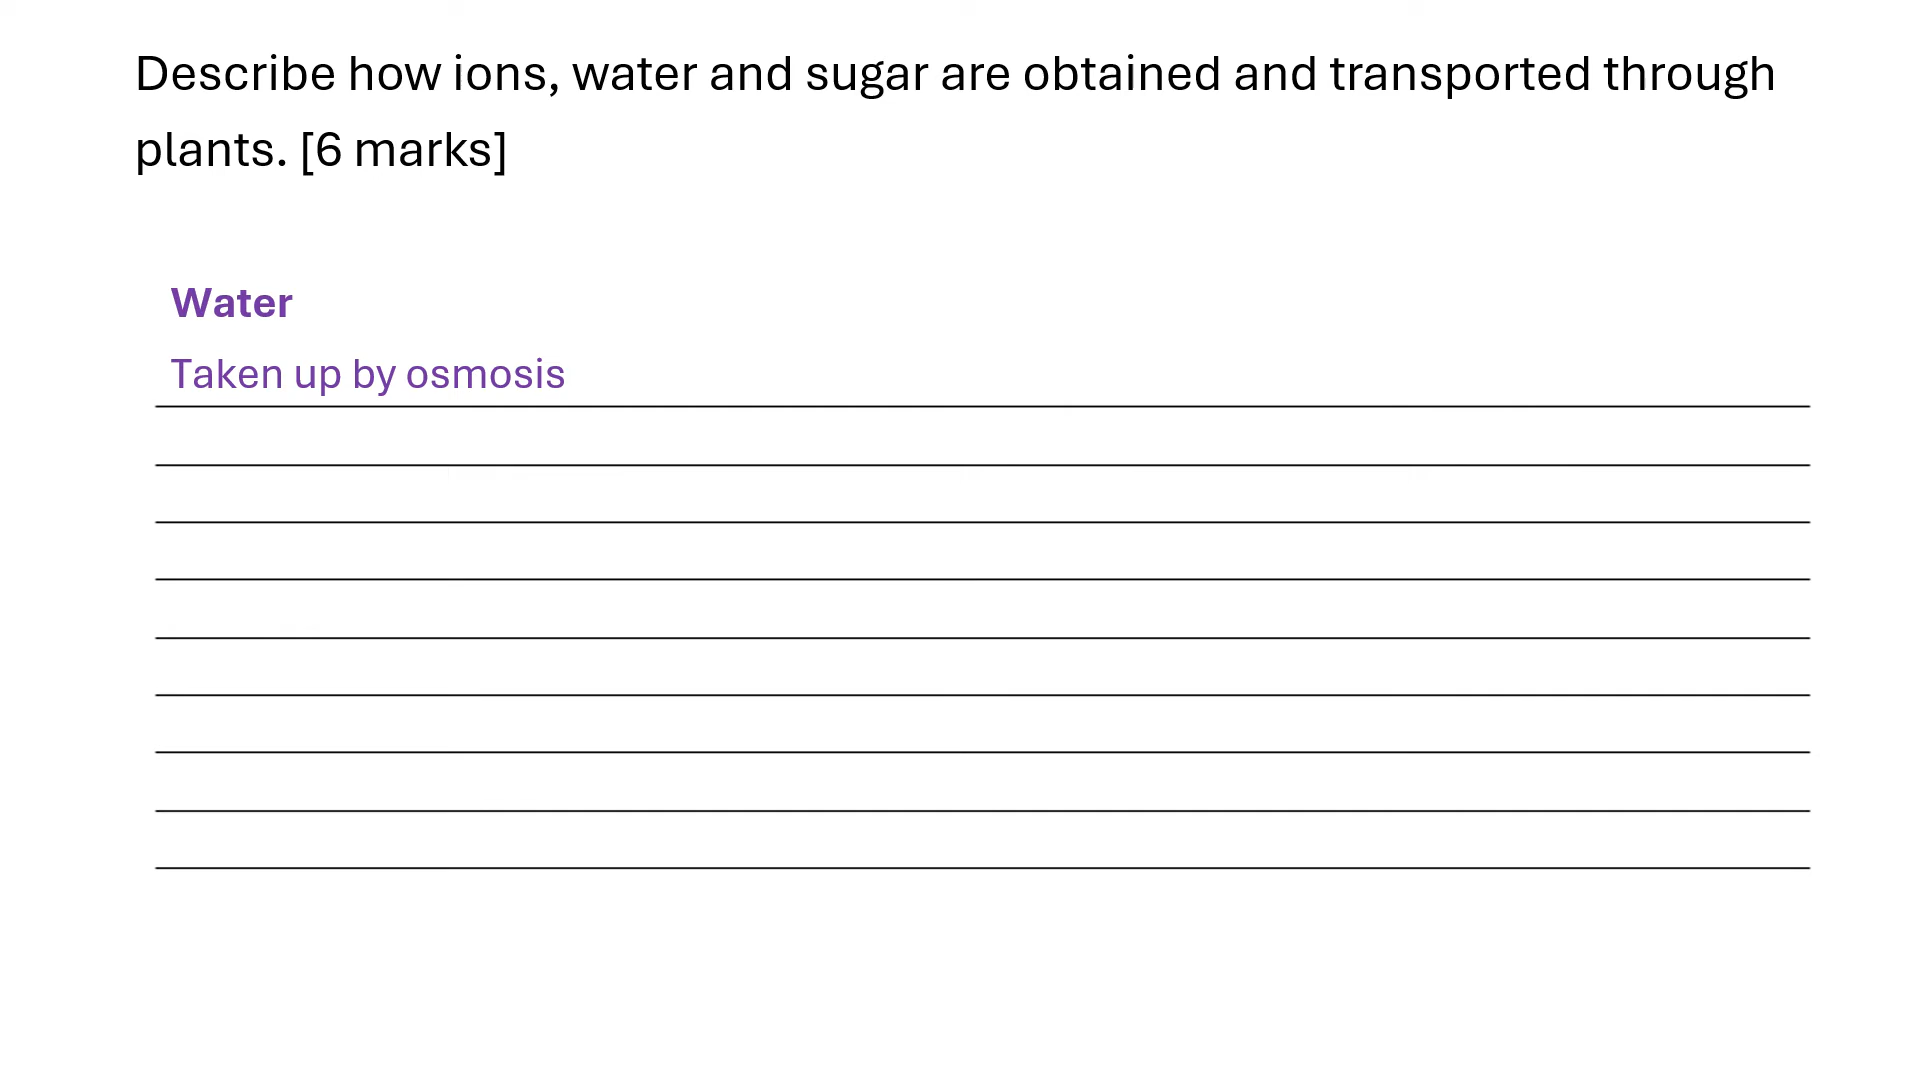 Describe how ions, water and sugar are obtained and transported through
plants. [6 marks]
Water
Taken up by osmosis